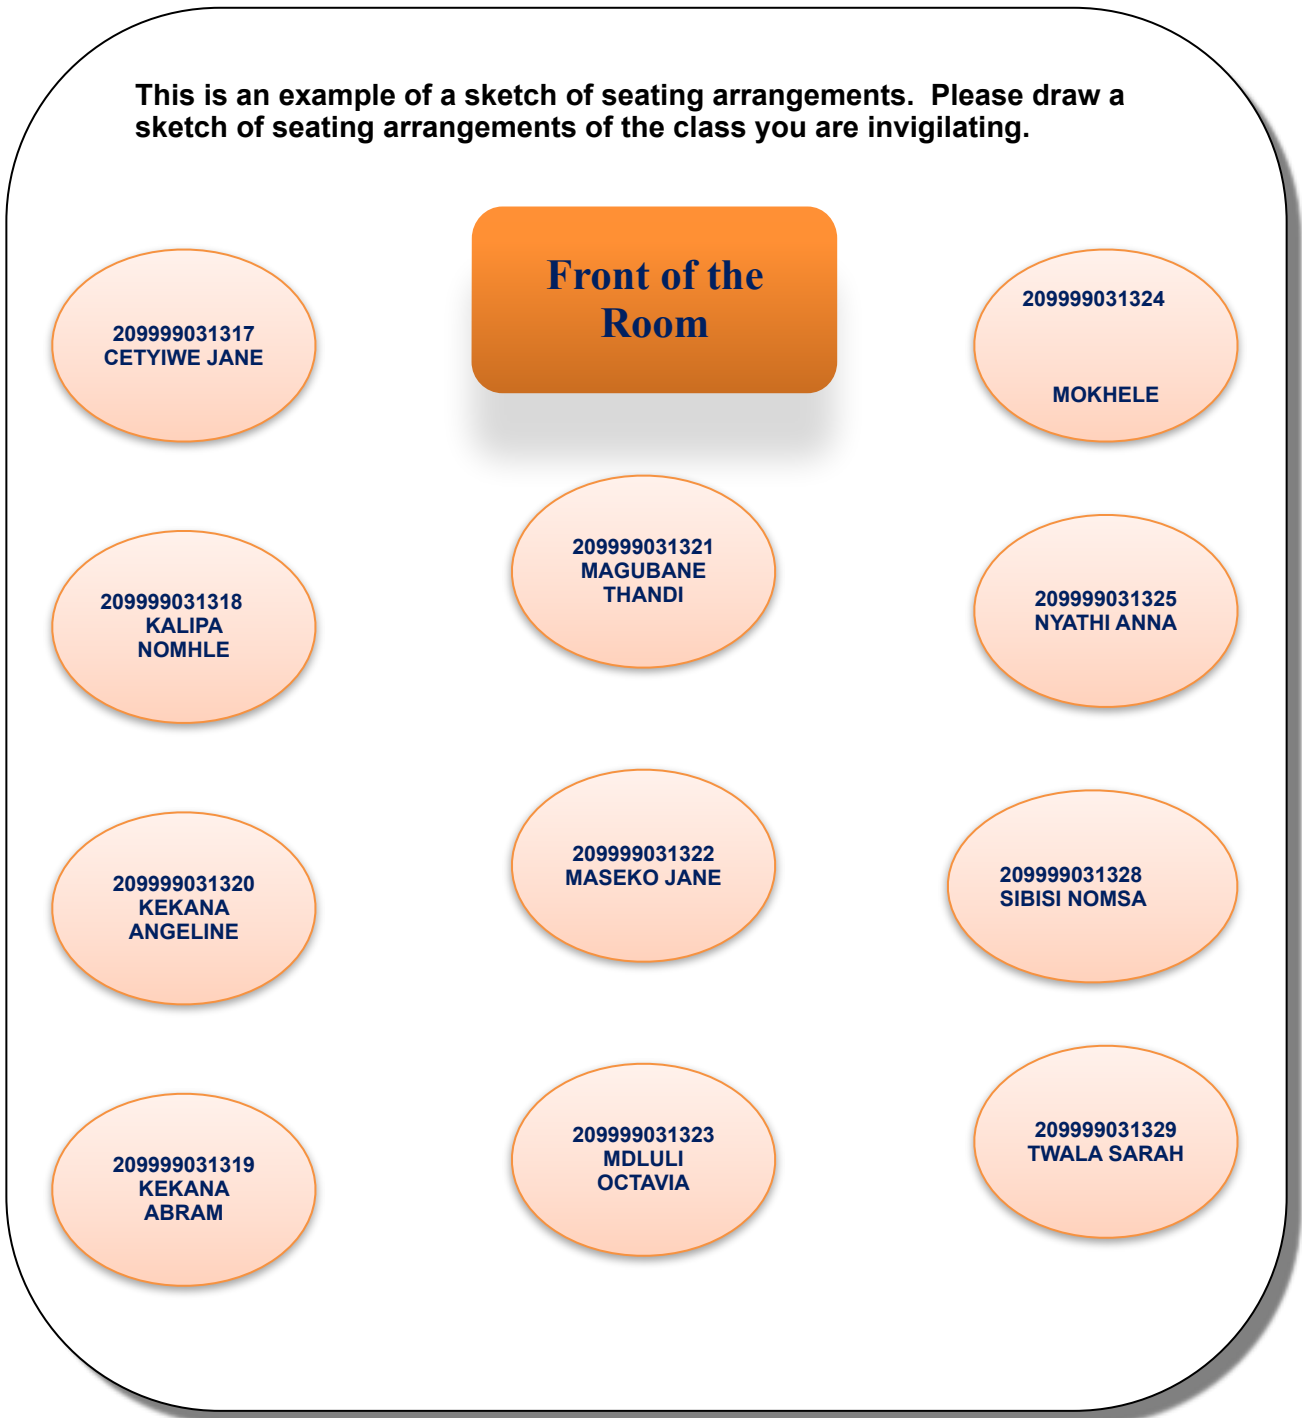 This is an example of a sketch of seating arrangements.  Please draw a
sketch of seating arrangements of the class you are invigilating.
Front of the
Room
209999031317
CETYIWE JANE
209999031324
MOKHELE
209999031321
MAGUBANE
THANDI
209999031318
KALIPA
NOMHLE
209999031325
NYATHI ANNA
209999031320
KEKANA
ANGELINE
209999031322
MASEKO JANE
209999031328
SIBISI NOMSA
209999031319
KEKANA
ABRAM
209999031323
MDLULI
OCTAVIA
209999031329
TWALA SARAH